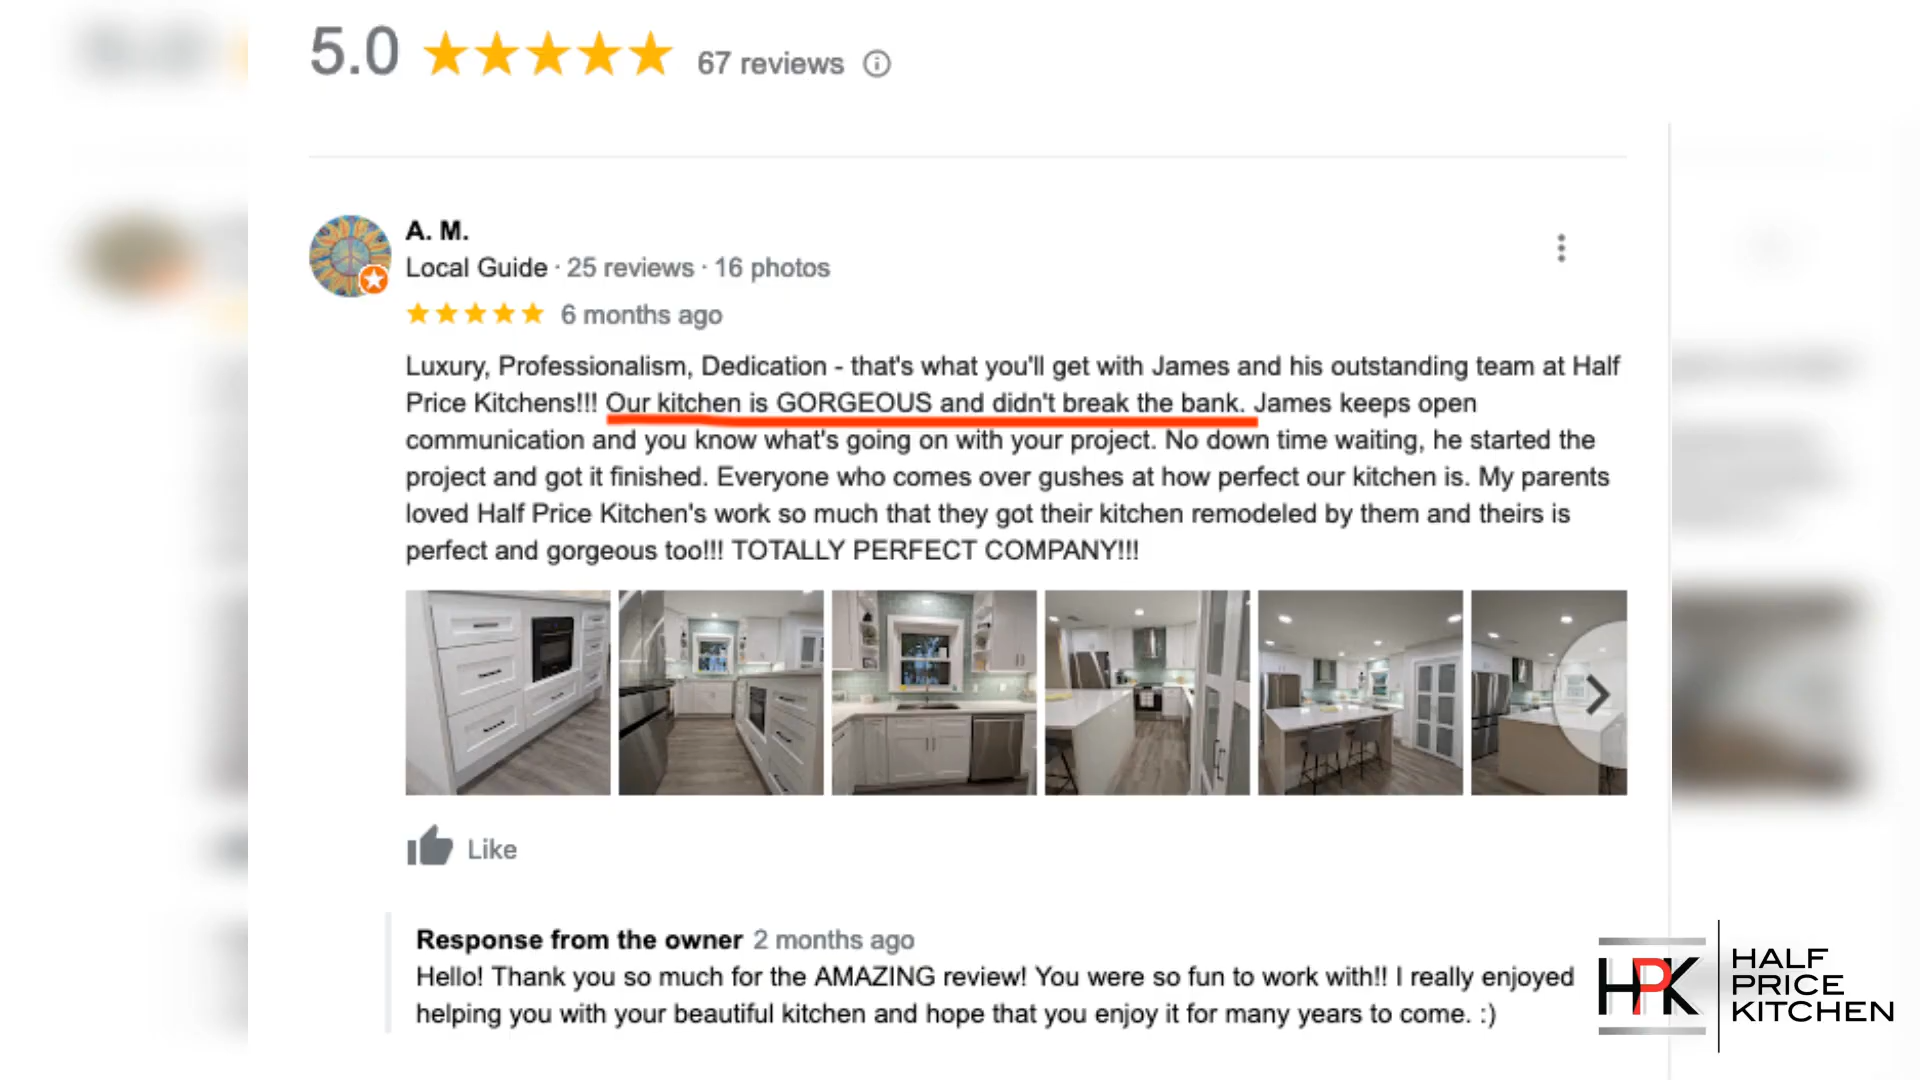 5.0 67 reviews
A. M.
Local Guide · 25 reviews · 16 photos
6 months ago
Luxury, Professionalism, Dedication - that's what you'll get with James and his outstanding team at Half
Price Kitchens!!! Our kitchen is GORGEOUS and didn't break the bank. James keeps open
communication and you know what's going on with your project. No down time waiting, he started the
project and got it finished. Everyone who comes over gushes at how perfect our kitchen is. My parents
loved Half Price Kitchen's work so much that they got their kitchen remodeled by them and theirs is
perfect and gorgeous too!!! TOTALLY PERFECT COMPANY!!!
Like
Response from the owner 2 months ago
Hello! Thank you so much for the AMAZING review! You were so fun to work with!! I really enjoyed
helping you with your beautiful kitchen and hope that you enjoy it for many years to come. :)
HPK
HALF
PRICE
KITCHEN